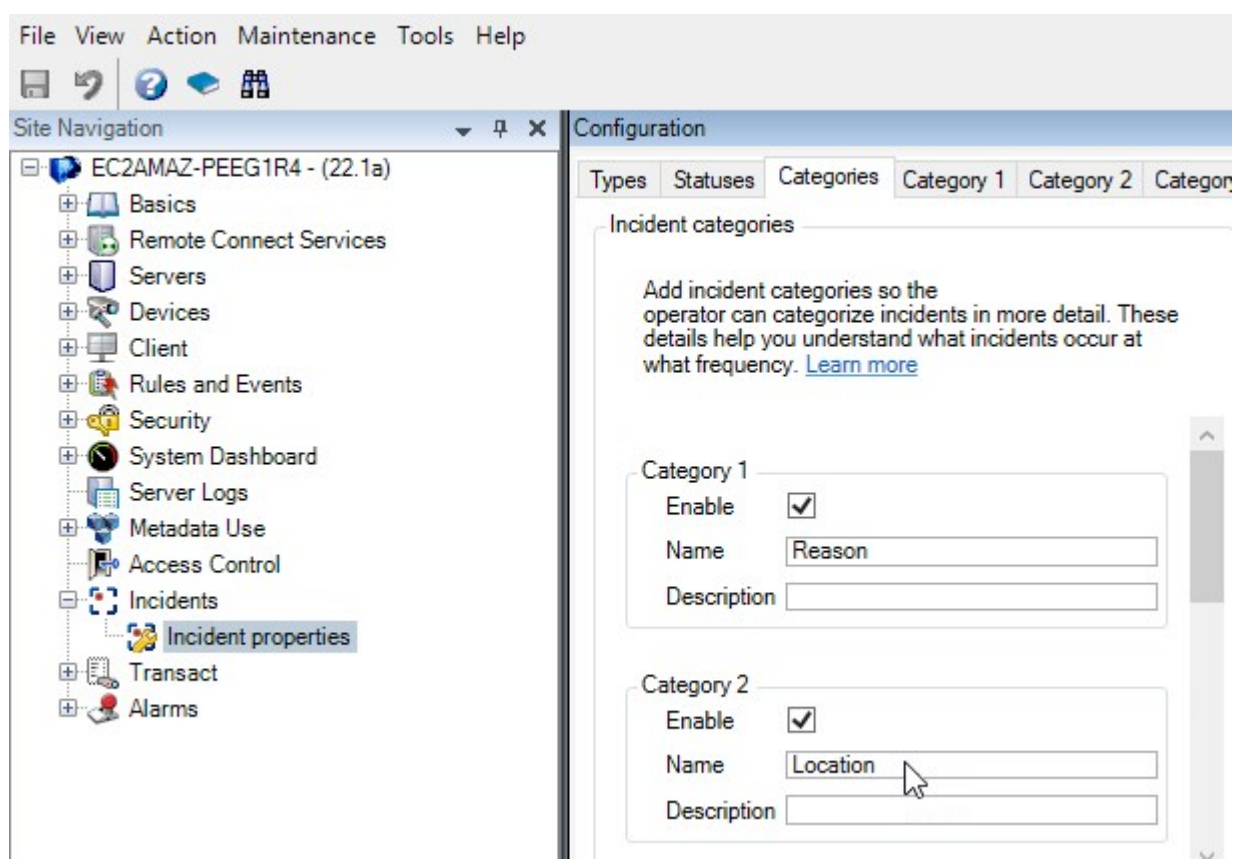 File View Action Maintenance Tools Help
Site Navigation
EC2AMAZ-PEEG1R4 - (22.1a)
Basics
Remote Connect Services
Servers
Devices
Client
Rules and Events
Security
System Dashboard
Server Logs
Metadata Use
Access Control
Incidents
Incident properties
Transact
Alarms
Configuration
Types Statuses Categories Category 1 Category 2 Categor
Incident categories
Add incident categories so the
operator can categorize incidents in more detail. These
details help you understand what incidents occur at
what frequency. Learn more
Category 1
Enable
Name Reason
Description
Category 2
Enable
Name Location
Description